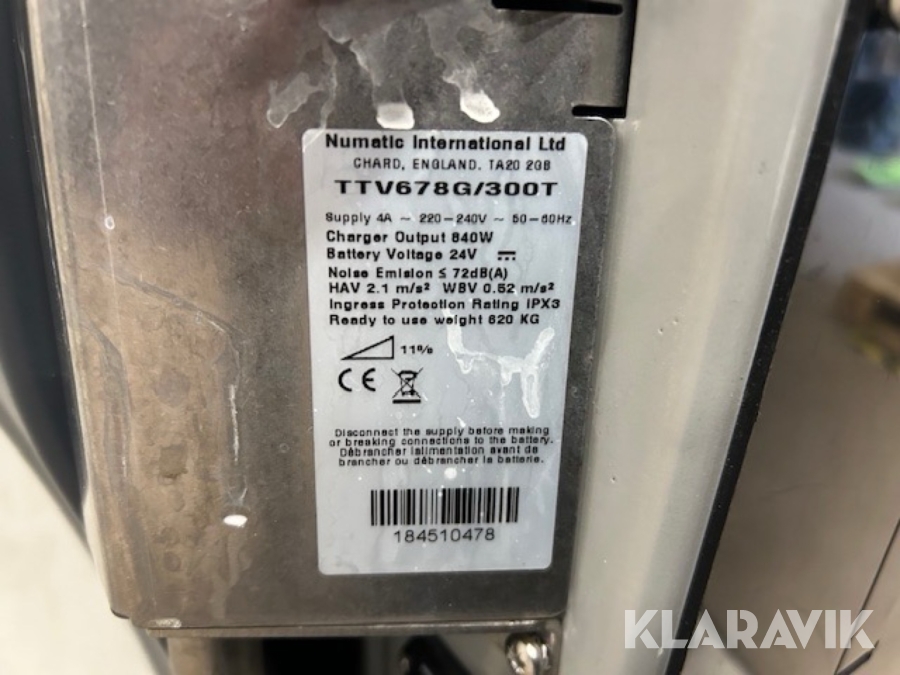 Numatic International Ltd
CHARD, ENGLAND. TA20 2GB
TTV678G/300T
Supply 4A ~ 220-240V ~ 50-60Hz
Charger Output 840W
Battery Voltage 24V
Noise Emision ≤ 72dB(A)
HAV 2.1 m/s² WBV 0.52 m/s²
Ingress Protection Rating IPX3
Ready to use weight 620 KG
11%
CE
Disconnect the supply before making
or breaking connections to the battery.
Débrancher lalimentation avant de
brancher ou débrancher la batterie.
184510478
KLARAVIK